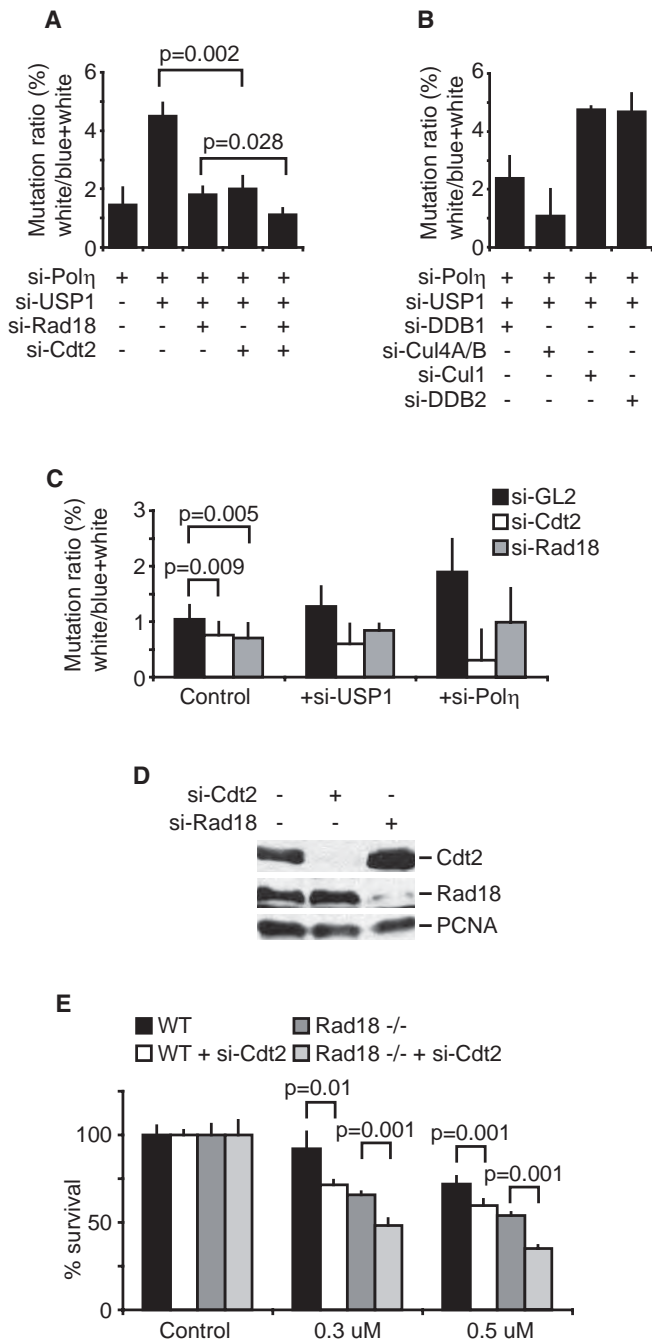 A
p=0.002
p=0.028
Mutation ratio (%)
white/blue+white
6
4
2
0
si-Polη + + + + +
si-USP1 - + + + +
si-Rad18 - - + - +
si-Cdt2 - - - + +
B
Mutation ratio (%)
white/blue+white
6
4
2
0
si-Polη + + + +
si-USP1 + + + +
si-DDB1 + - - -
si-Cul4A/B - + - -
si-Cul1 - - + -
si-DDB2 - - - +
C
Mutation ratio (%)
white/blue+white
3
2
1
0
p=0.005
p=0.009
si-GL2
si-Cdt2
si-Rad18
Control +si-USP1 +si-Polη
D
si-Cdt2 - + -
si-Rad18 - - +
Cdt2
Rad18
PCNA
E
WT Rad18 -/-
WT + si-Cdt2 Rad18 -/- + si-Cdt2
% survival
100
50
0
p=0.01
p=0.001
p=0.001
p=0.001
Control 0.3 uM 0.5 uM